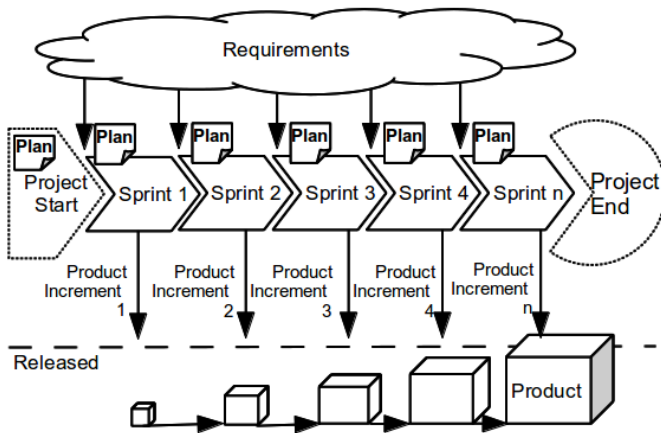 Requirements
Plan
Plan
Plan
Plan
Plan
Plan
Project
Start
Sprint 1
Sprint 2
Sprint 3
Sprint 4
Sprint n
Project
End
Product
Increment
1
Product
Increment
2
Product
Increment
3
Product
Increment
4
Product
Increment
n
Released
Product